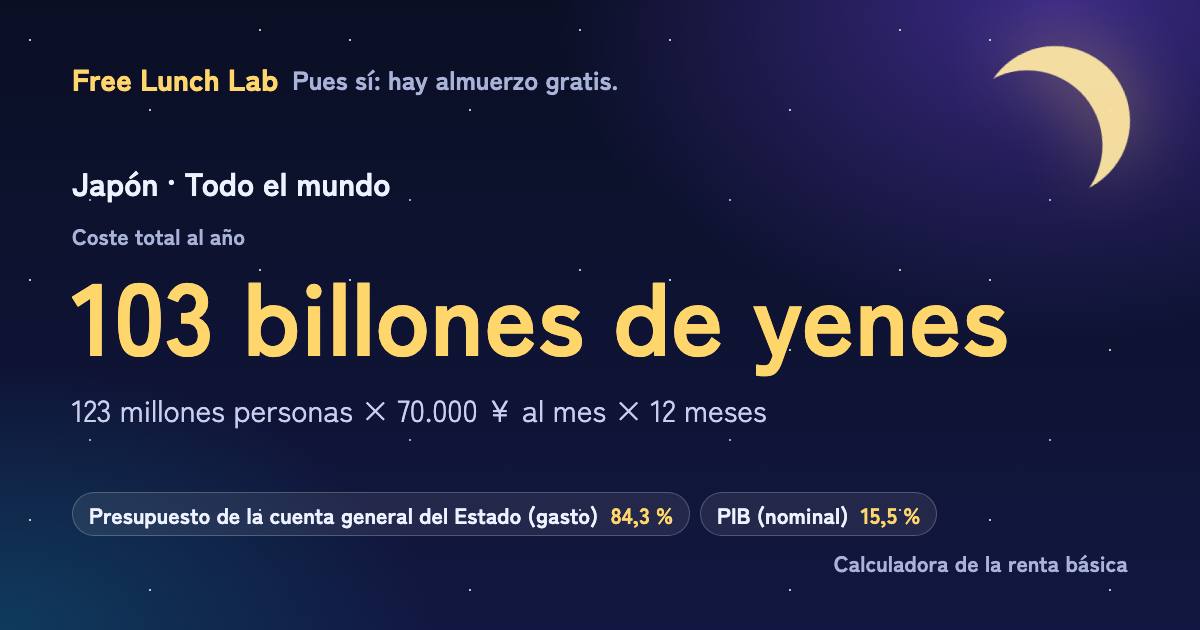 Free Lunch Lab Pues sí: hay almuerzo gratis.
Japón · Todo el mundo
Coste total al año
103 billones de yenes
123 millones personas × 70.000 ¥ al mes × 12 meses
Presupuesto de la cuenta general del Estado (gasto) 84,3 % PIB (nominal) 15,5 %
Calculadora de la renta básica